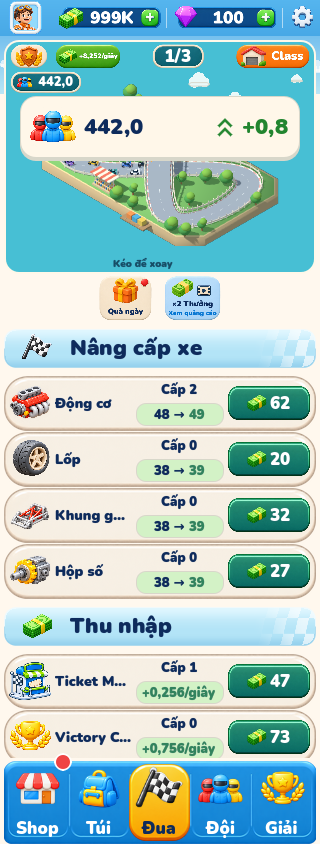 999K
100
+8,252/giây
1/3
Class
442,0
442,0
+0,8
Kéo để xoay
Quà ngày
x2 Thưởng
Xem quảng cáo
Nâng cấp xe
Động cơ
Cấp 2
48 → 49
62
Lốp
Cấp 0
38 → 39
20
Khung g...
Cấp 0
38 → 39
32
Hộp số
Cấp 0
38 → 39
27
Thu nhập
Ticket M...
Cấp 1
+0,256/giây
47
Victory C...
Cấp 0
+0,756/giây
73
Shop
Túi
Đua
Đội
Giải